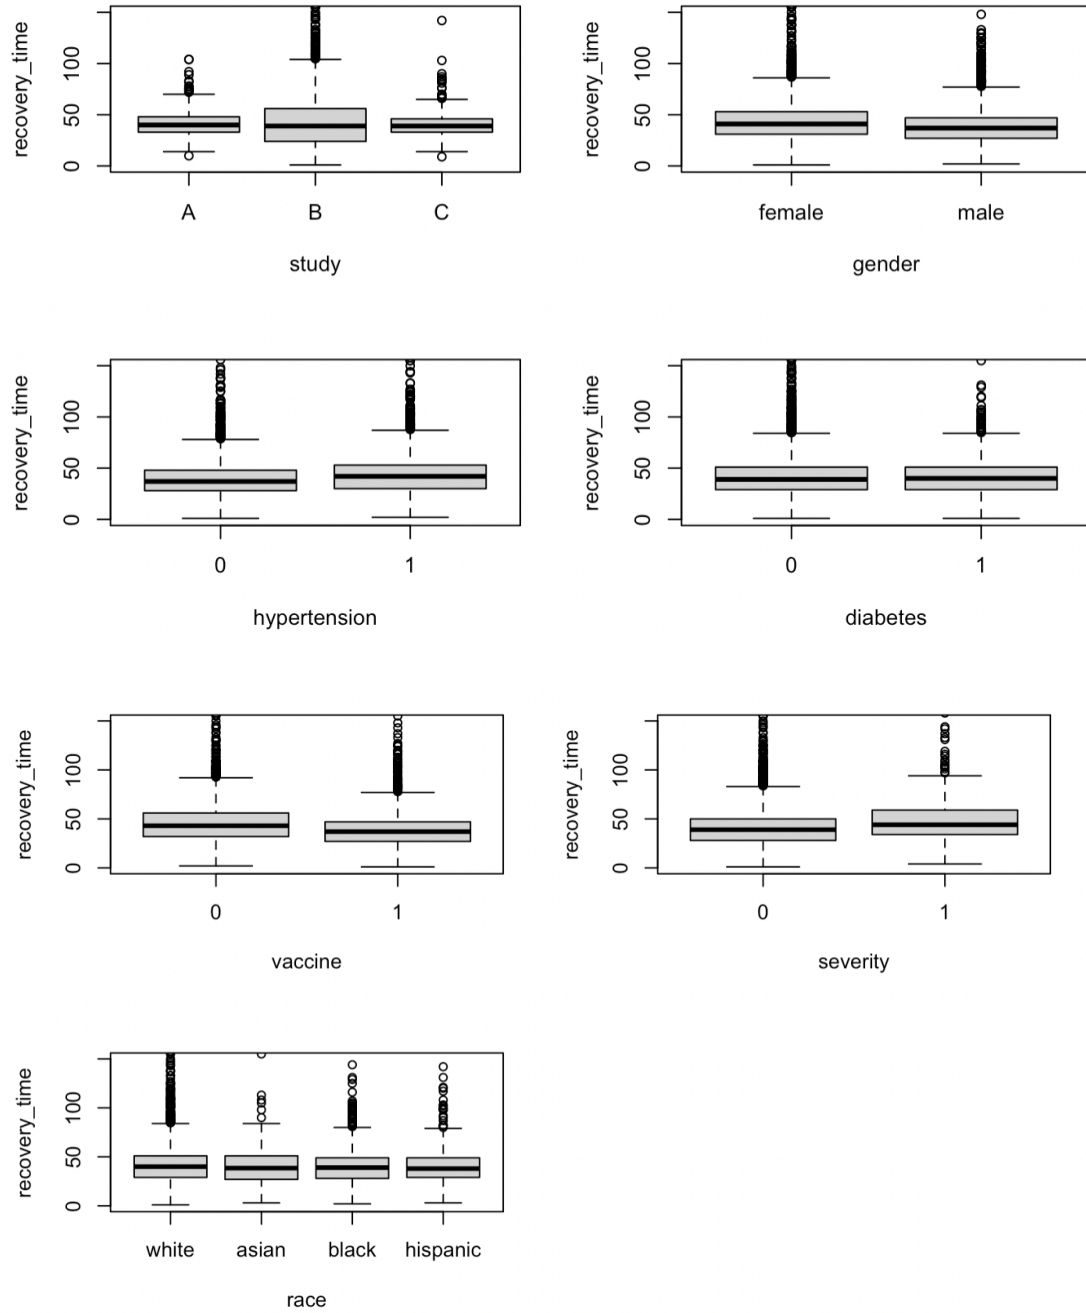 recovery_time
0 50 100
A B C
study
recovery_time
0 50 100
female male
gender
recovery_time
0 50 100
0 1
hypertension
recovery_time
0 50 100
0 1
diabetes
recovery_time
0 50 100
0 1
vaccine
recovery_time
0 50 100
0 1
severity
recovery_time
0 50 100
white asian black hispanic
race